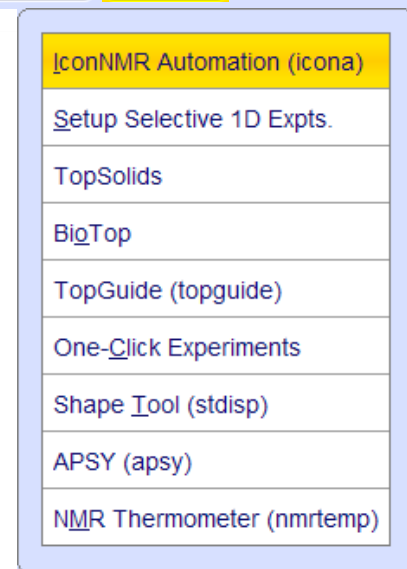 IconNMR Automation (icona)
Setup Selective 1D Expts.
TopSolids
BioTop
TopGuide (topguide)
One-Click Experiments
Shape Tool (stdisp)
APSY (apsy)
NMR Thermometer (nmrtemp)